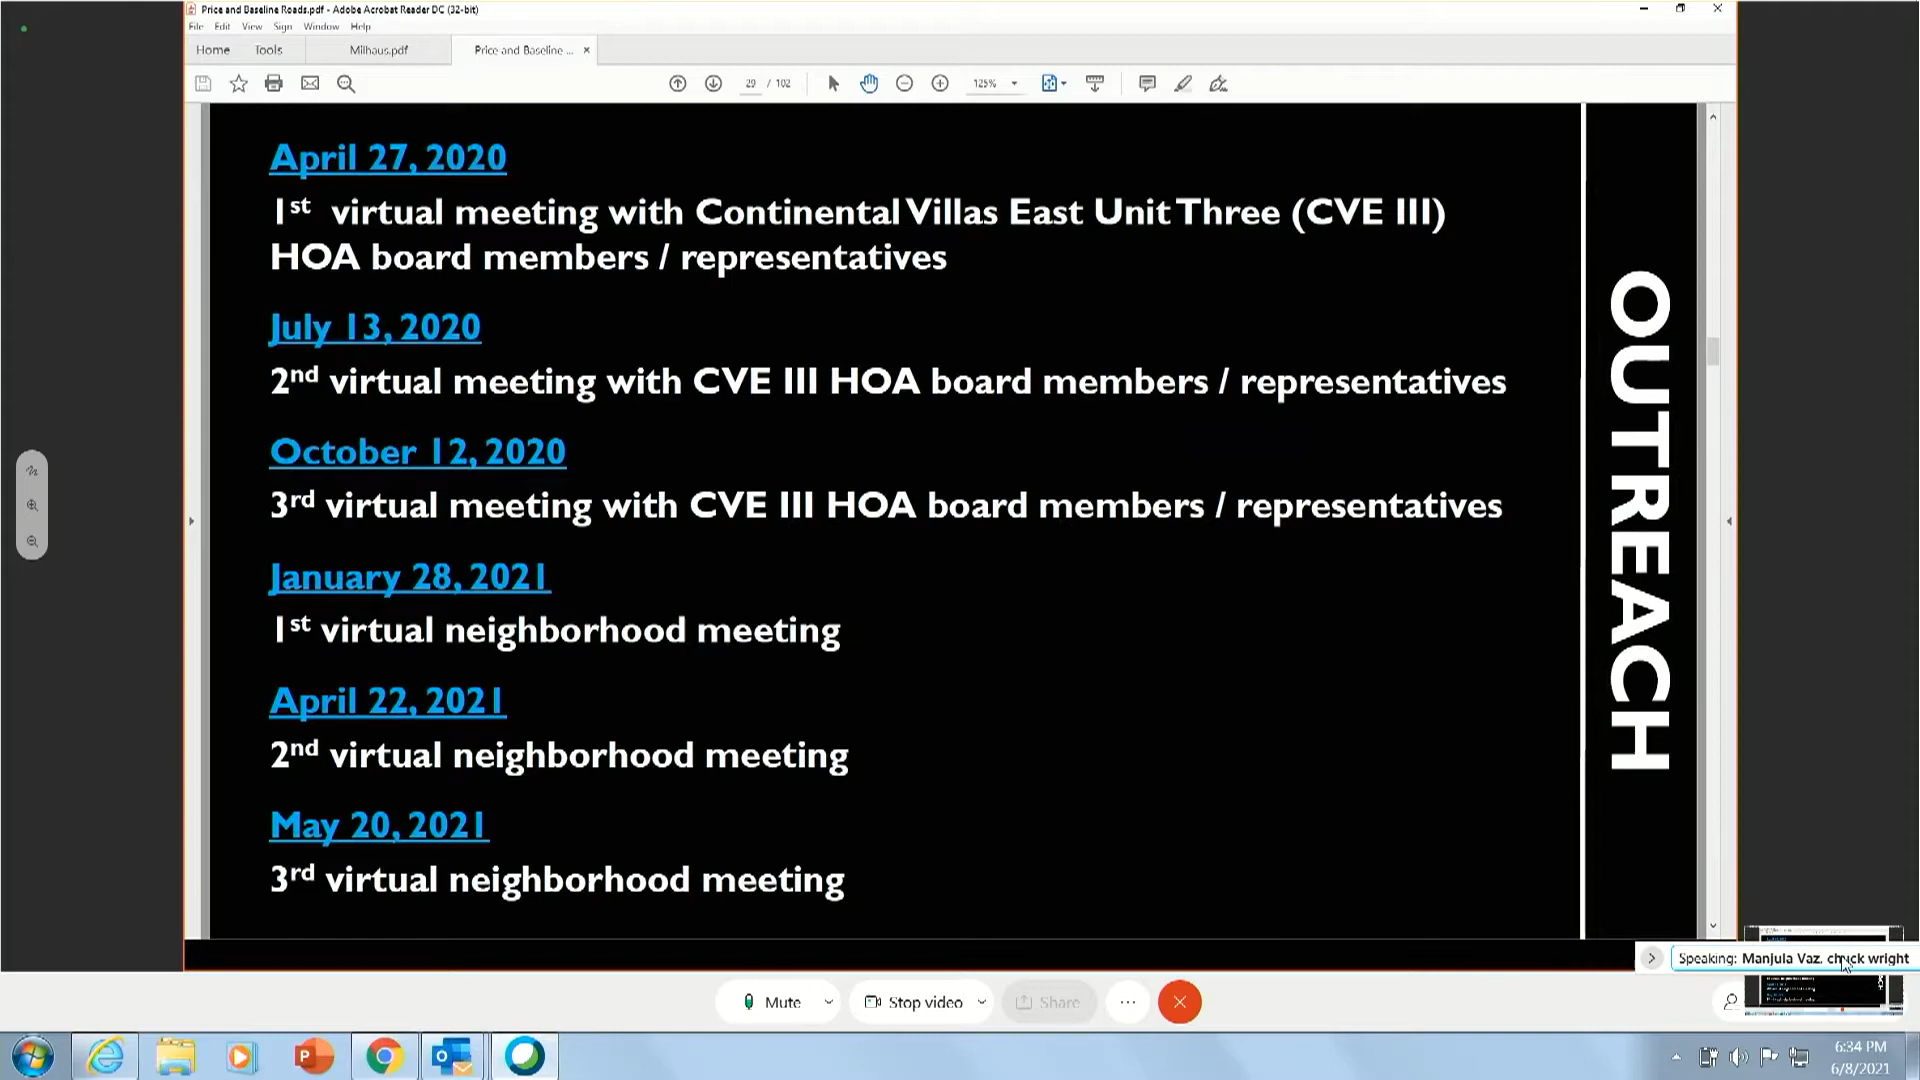 Price and Baseline Roads.pdf - Adobe Acrobat Reader DC (32-bit)
File Edit View Sign Window Help
Home Tools Milhaus.pdf Price and Baseline ...
29 / 102 125%
April 27, 2020
1st virtual meeting with Continental Villas East Unit Three (CVE III)
HOA board members / representatives
July 13, 2020
2nd virtual meeting with CVE III HOA board members / representatives
October 12, 2020
3rd virtual meeting with CVE III HOA board members / representatives
January 28, 2021
1st virtual neighborhood meeting
April 22, 2021
2nd virtual neighborhood meeting
May 20, 2021
3rd virtual neighborhood meeting
OUTREACH
Speaking: Manjula Vaz, chuck wright
Mute Stop video Share
6:34 PM
6/8/2021